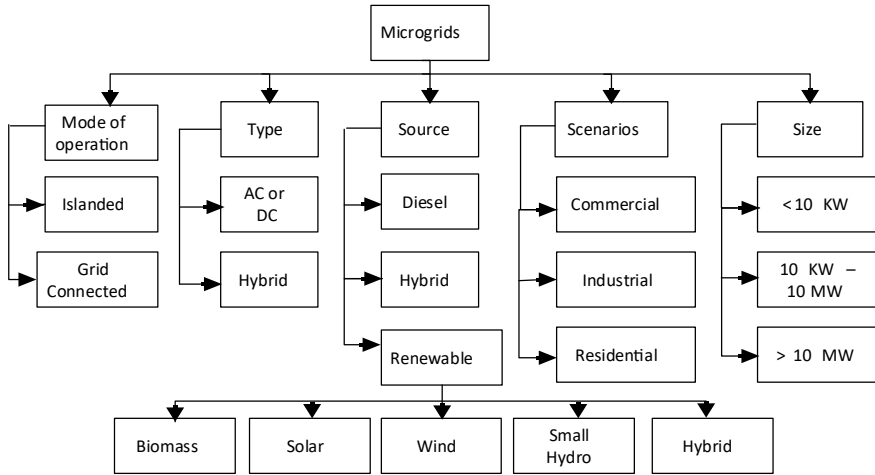 Microgrids
Mode of
operation
Type
Source
Scenarios
Size
Islanded
AC or
DC
Diesel
Commercial
< 10 KW
Grid
Connected
Hybrid
Hybrid
Industrial
10 KW –
10 MW
Renewable
Residential
> 10 MW
Biomass
Solar
Wind
Small
Hydro
Hybrid